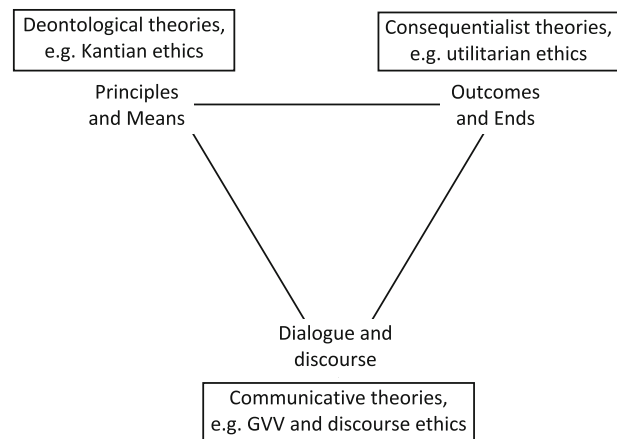 Deontological theories,
e.g. Kantian ethics
Consequentialist theories,
e.g. utilitarian ethics
Principles
and Means
Outcomes
and Ends
Dialogue and
discourse
Communicative theories,
e.g. GVV and discourse ethics